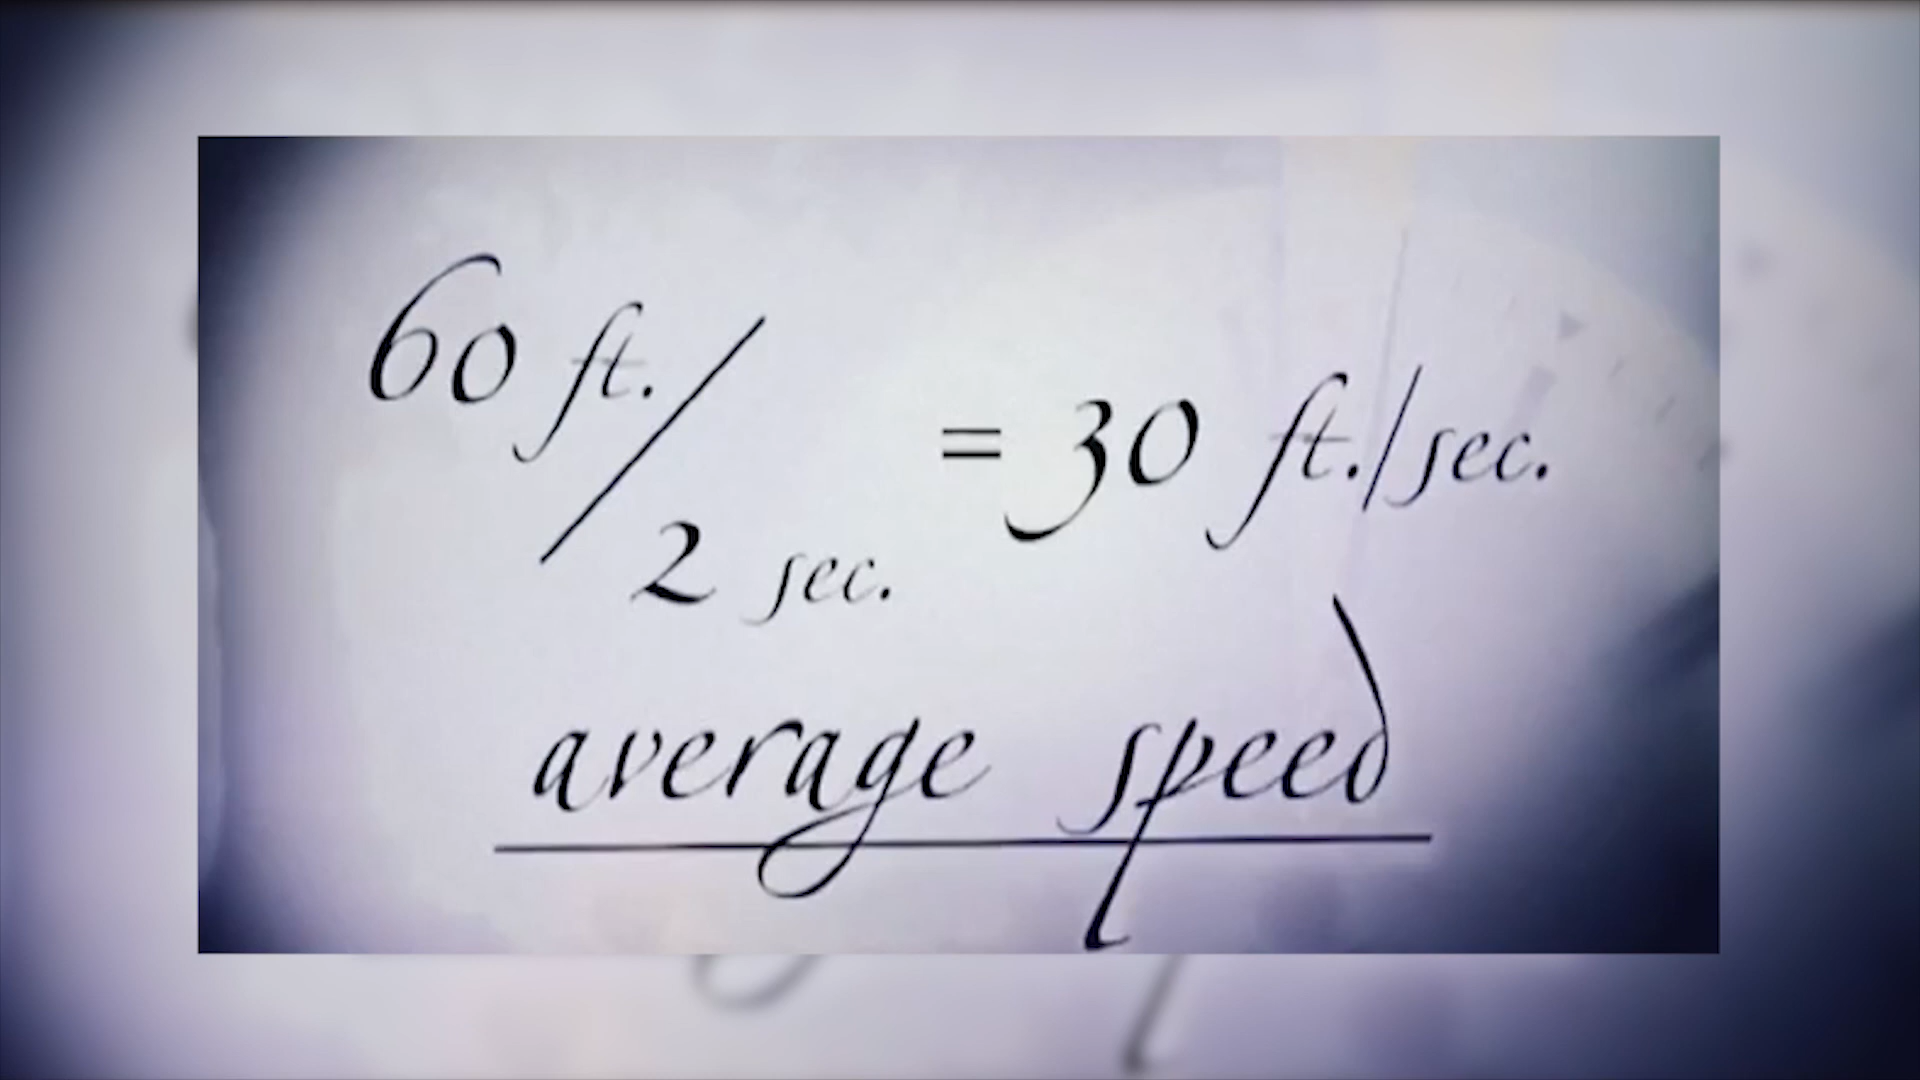 60 ft./2 sec. = 30 ft./sec.
average speed